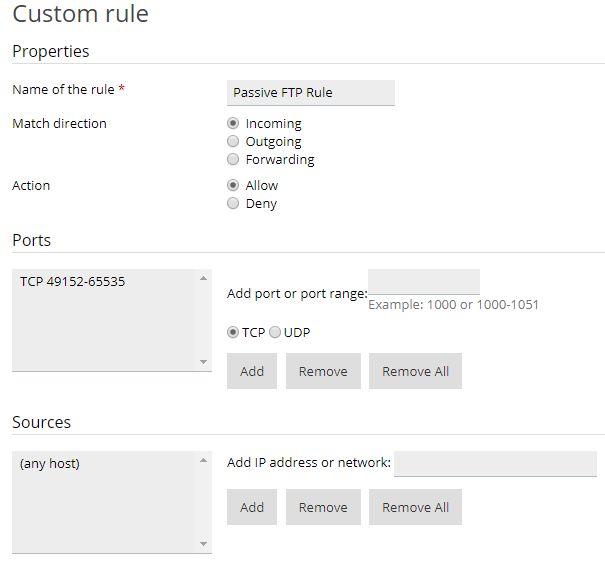 Custom rule
Properties
Name of the rule * Passive FTP Rule
Match direction Incoming
Outgoing
Forwarding
Action Allow
Deny
Ports
TCP 49152-65535
Add port or port range:
Example: 1000 or 1000-1051
TCP UDP
Add Remove Remove All
Sources
(any host) Add IP address or network:
Add Remove Remove All